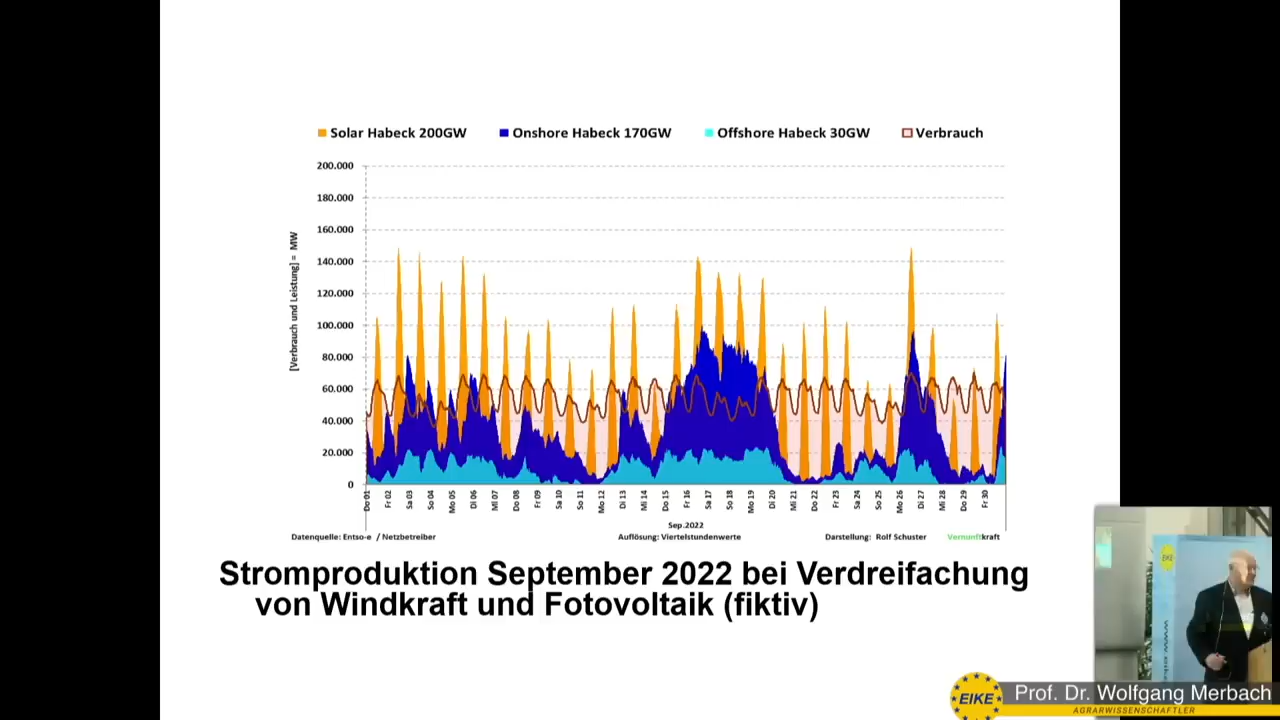 Solar Habeck 200GW Onshore Habeck 170GW Offshore Habeck 30GW Verbrauch
200.000
180.000
160.000
140.000
120.000
100.000
80.000
60.000
40.000
20.000
0
[Verbrauch und Leistung] = MW
Do 01 Fr 02 Sa 03 So 04 Mo 05 Di 06 Mi 07 Do 08 Fr 09 Sa 10 So 11 Mo 12 Di 13 Mi 14 Do 15 Fr 16 Sa 17 So 18 Mo 19 Di 20 Mi 21 Do 22 Fr 23 Sa 24 So 25 Mo 26 Di 27 Mi 28 Do 29 Fr 30
Sep.2022
Datenquelle: Entso-e / Netzbetreiber Auflösung: Viertelstundenwerte Darstellung: Rolf Schuster Vernunftkraft
Stromproduktion September 2022 bei Verdreifachung
von Windkraft und Fotovoltaik (fiktiv)
EIKE
EIKE
Prof. Dr. Wolfgang Merbach
AGRARWISSENSCHAFTLER